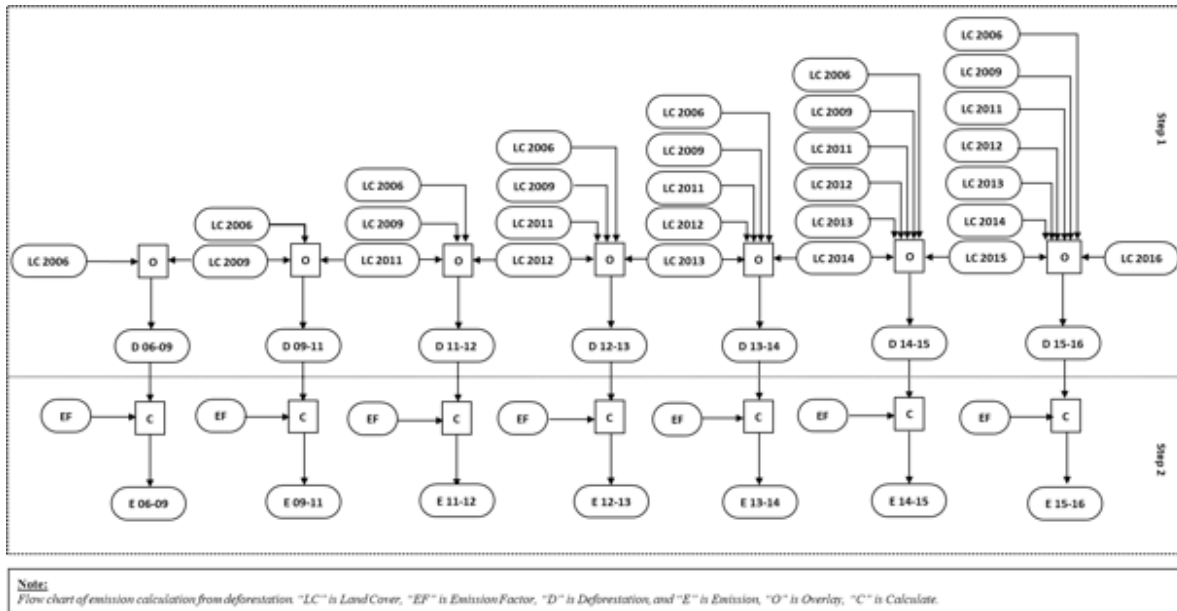 LC 2006
LC 2006 LC 2009
LC 2006 LC 2009 LC 2011
LC 2006 LC 2009 LC 2011 LC 2012
LC 2006 LC 2009 LC 2011 LC 2012 LC 2013
LC 2006 LC 2009 LC 2011 LC 2012 LC 2013 LC 2014
LC 2006 LC 2009 LC 2011 LC 2012 LC 2013 LC 2014 LC 2015
LC 2016
O O O O O O O
Step 1
D 06-09 D 09-11 D 11-12 D 12-13 D 13-14 D 14-15 D 15-16
EF C EF C EF C EF C EF C EF C EF C
Step 2
E 06-09 E 09-11 E 11-12 E 12-13 E 13-14 E 14-15 E 15-16
Note:
Flow chart of emission calculation from deforestation. "LC" is Land Cover, "EF" is Emission Factor, "D" is Deforestation, and "E" is Emission, "O" is Overlay, "C" is Calculate.